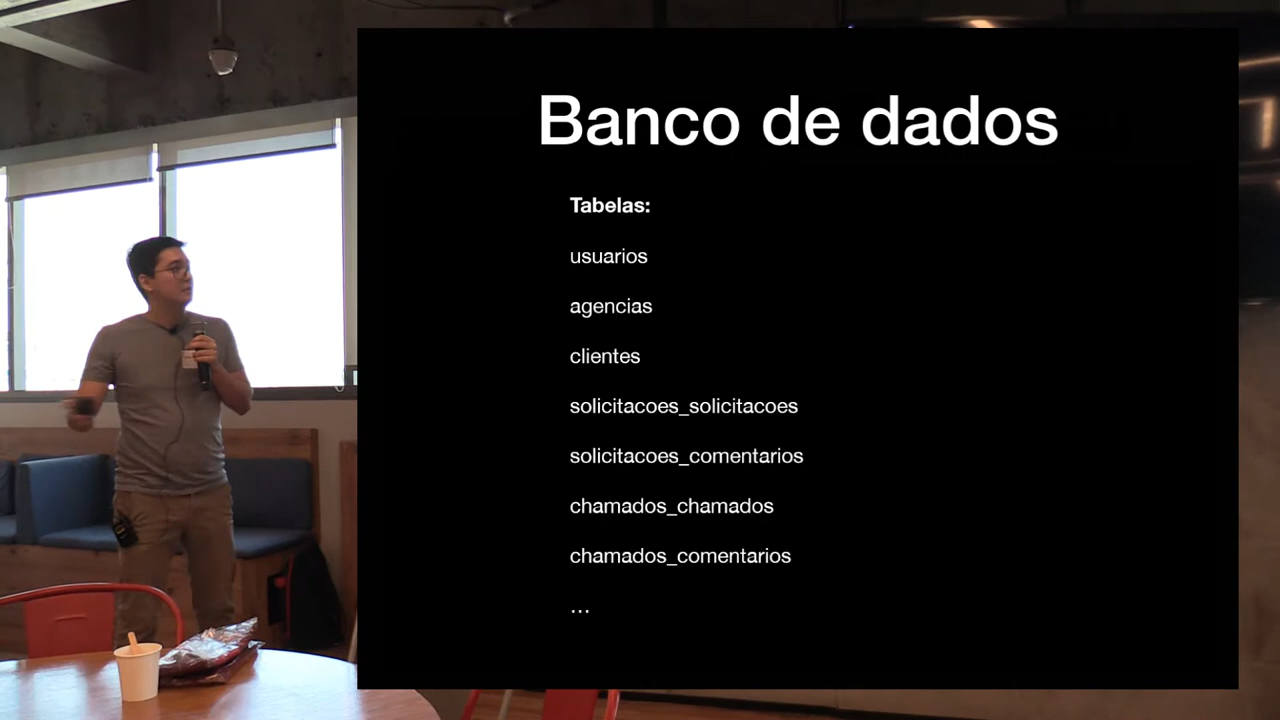 Banco de dados
Tabelas:
usuarios
agencias
clientes
solicitacoes_solicitacoes
solicitacoes_comentarios
chamados_chamados
chamados_comentarios
...